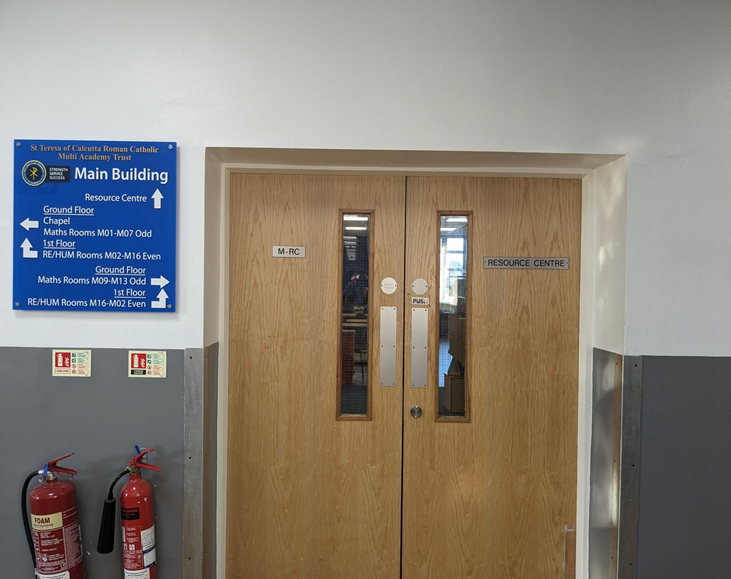 St Teresa of Calcutta Roman Catholic
Multi Academy Trust
STRENGTH
SERVICE
SUCCESS
Main Building
Resource Centre
Ground Floor
Chapel
Maths Rooms M01-M07 Odd
1st Floor
RE/HUM Rooms M02-M16 Even
Ground Floor
Maths Rooms M09-M13 Odd
1st Floor
RE/HUM Rooms M16-M02 Even
M-RC
RESOURCE CENTRE
FOAM